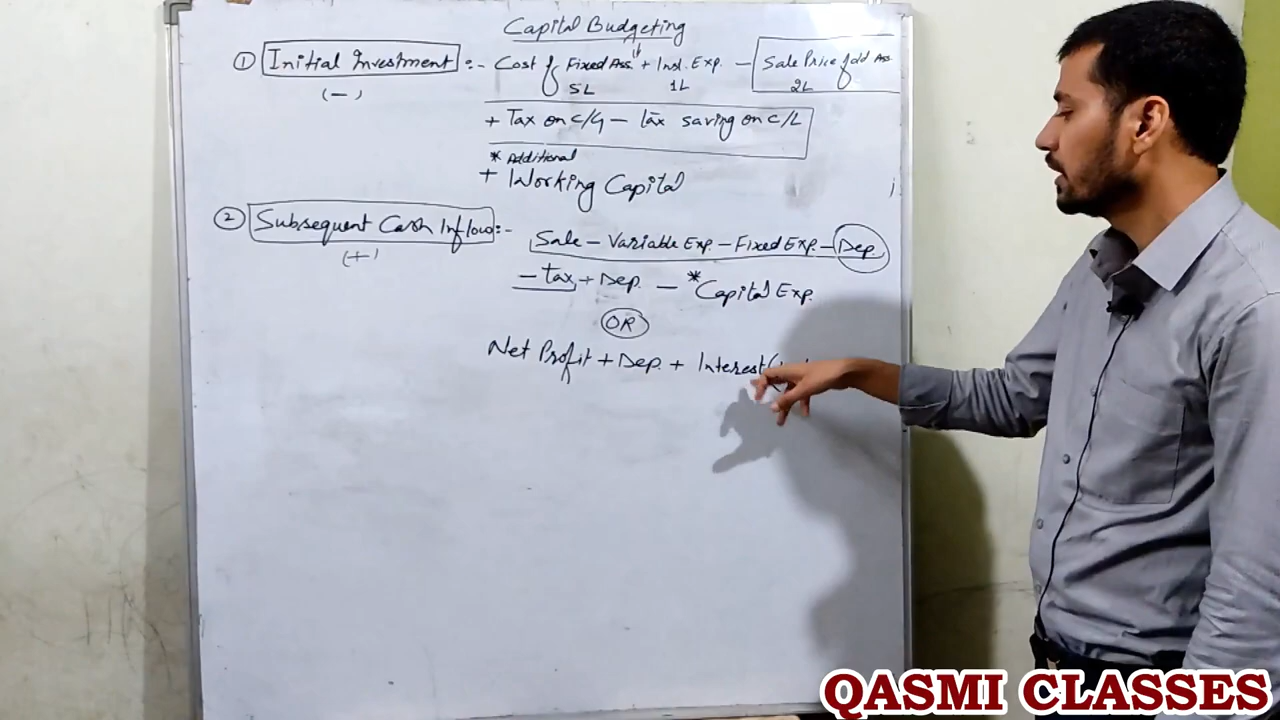 Capital Budgeting
① Initial Investment :- Cost of Fixed Ass. + Inst. Exp. - Sale Price of old Ass.
(-) 5L 1L 2L
+ Tax on C/G - Tax saving on C/L
* Additional
+ Working Capital
② Subsequent Cash Inflow :-
(+) Sale - Variable Exp. - Fixed Exp. - Dep.
- tax + Dep. - *Capital Exp.
OR
Net Profit + Dep. + Interest
QASMI CLASSES